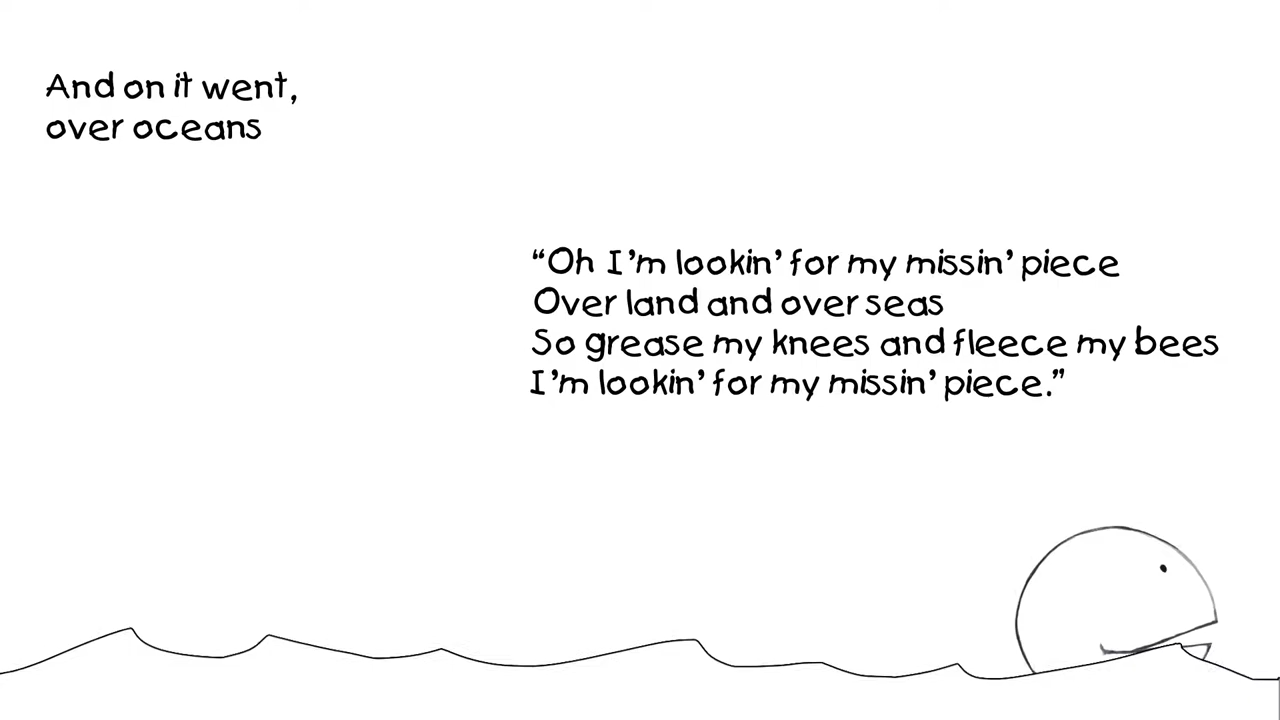 And on it went,
over oceans
“Oh I’m lookin’ for my missin’ piece
Over land and over seas
So grease my knees and fleece my bees
I’m lookin’ for my missin’ piece.”